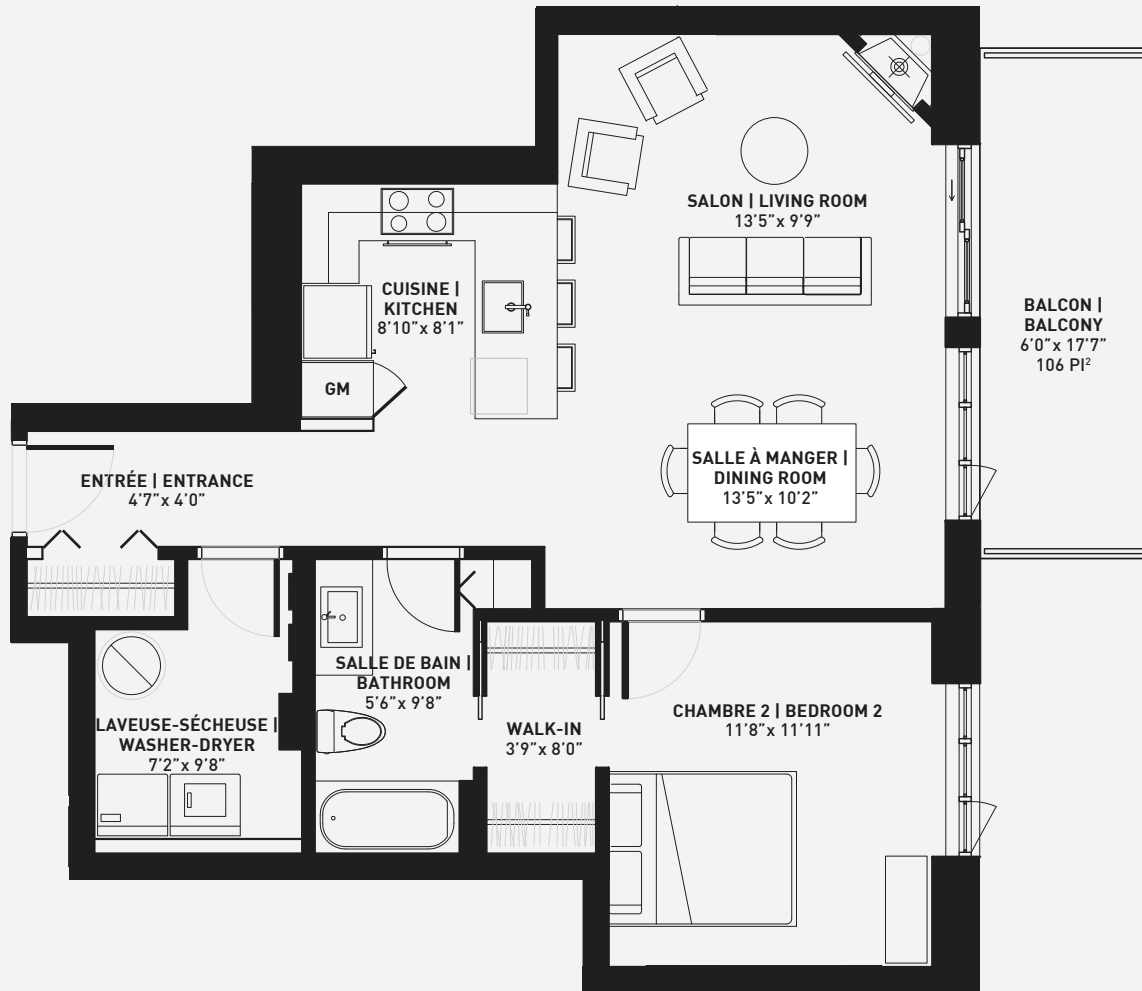 SALON | LIVING ROOM
13'5”x 9'9”
CUISINE |
KITCHEN
8'10”x 8'1”
GM
BALCON |
BALCONY
6'0”x 17'7”
106 PI²
ENTRÉE | ENTRANCE
4'7”x 4'0”
SALLE À MANGER |
DINING ROOM
13'5”x 10'2”
SALLE DE BAIN |
BATHROOM
5'6”x 9'8”
LAVEUSE-SÉCHEUSE |
WASHER-DRYER
7'2”x 9'8”
WALK-IN
3'9”x 8'0”
CHAMBRE 2 | BEDROOM 2
11'8”x 11'11”